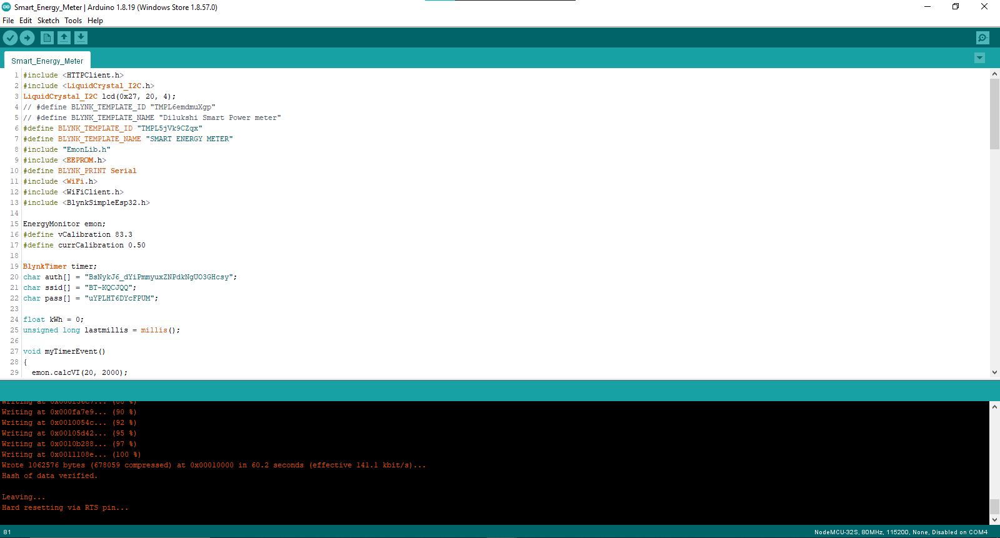 Smart_Energy_Meter | Arduino 1.8.19 (Windows Store 1.8.57.0)
File Edit Sketch Tools Help
Smart_Energy_Meter
1 #include <HTTPClient.h>
2 #include <LiquidCrystal_I2C.h>
3 LiquidCrystal_I2C lcd(0x27, 20, 4);
4 // #define BLYNK_TEMPLATE_ID "TMPL6emdmuXgp"
5 // #define BLYNK_TEMPLATE_NAME "Dilukshi Smart Power meter"
6 #define BLYNK_TEMPLATE_ID "TMPL5jVk9CZqx"
7 #define BLYNK_TEMPLATE_NAME "SMART ENERGY METER"
8 #include "EmonLib.h"
9 #include <EEPROM.h>
10 #define BLYNK_PRINT Serial
11 #include <WiFi.h>
12 #include <WiFiClient.h>
13 #include <BlynkSimpleEsp32.h>
14
15 EnergyMonitor emon;
16 #define vCalibration 83.3
17 #define currCalibration 0.50
18
19 BlynkTimer timer;
20 char auth[] = "BsNykJ6_dYiPmmyuxZNPdkNgUO3GHcsy";
21 char ssid[] = "BT-KQCJQQ";
22 char pass[] = "uYPLHT6DYcFPUM";
23
24 float kWh = 0;
25 unsigned long lastmillis = millis();
26
27 void myTimerEvent()
28 {
29 emon.calcVI(20, 2000);
Writing at 0x000fa7e9... (90 %)
Writing at 0x0010054c... (92 %)
Writing at 0x00105d42... (95 %)
Writing at 0x0010b288... (97 %)
Writing at 0x0011108e... (100 %)
Wrote 1062576 bytes (678059 compressed) at 0x00010000 in 60.2 seconds (effective 141.1 kbit/s)...
Hash of data verified.
Leaving...
Hard resetting via RTS pin...
81
NodeMCU-32S, 80MHz, 115200, None, Disabled on COM4